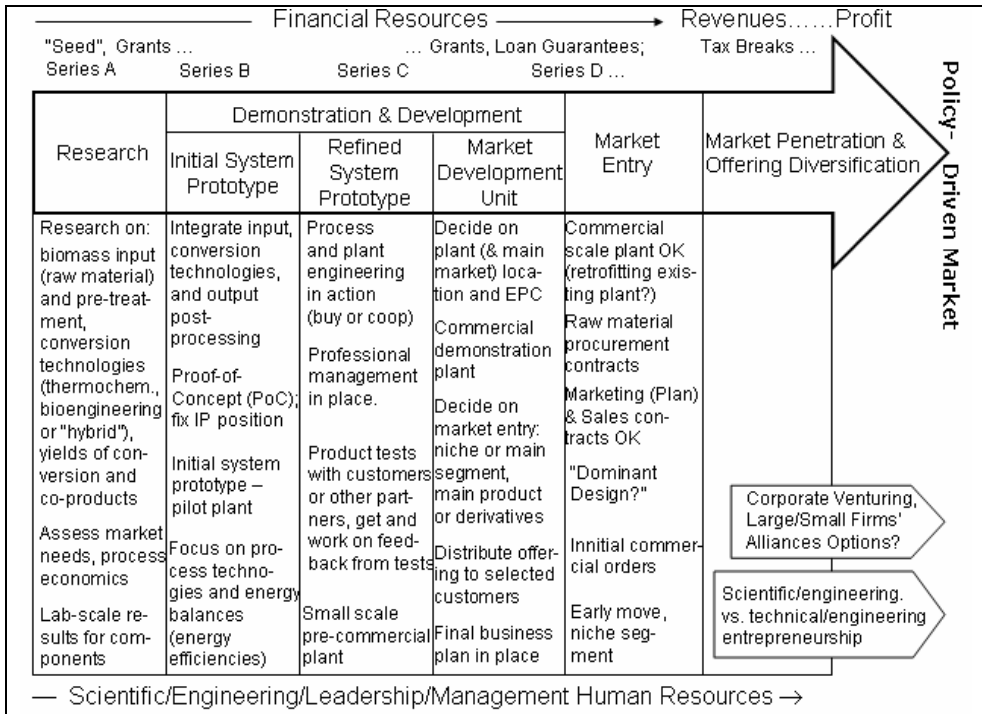 Financial Resources
Revenues……Profit
"Seed", Grants ...
... Grants, Loan Guarantees;
Tax Breaks ...
Series A
Series B
Series C
Series D ...
Policy- Driven Market
Research
Demonstration & Development
Initial System
Prototype
Refined
System
Prototype
Market
Development
Unit
Market
Entry
Market Penetration &
Offering Diversification
Research on:
biomass input
(raw material)
and pre-treat-
ment,
conversion
technologies
(thermochem.,
bioengineering
or "hybrid"),
yields of con-
version and
co-products
Assess market
needs, process
economics
Lab-scale re-
sults for com-
ponents
Integrate input,
conversion
technologies,
and output
post-
processing
Proof-of-
Concept (PoC);
fix IP position
Initial system
prototype –
pilot plant
Focus on pro-
cess technolo-
gies and energy
balances
(energy
efficiencies)
Process
and plant
engineering
in action
(buy or coop)
Professional
management
in place.
Product tests
with customers
or other part-
ners, get and
work on feed-
back from tests
Small scale
pre-commercial
plant
Decide on
plant (& main
market) loca-
tion and EPC
Commercial
demonstration
plant
Decide on
market entry:
niche or main
segment,
main product
or derivatives
Distribute offer-
ing to selected
customers
Final business
plan in place
Commercial
scale plant OK
(retrofitting exis-
ting plant?)
Raw material
procurement
contracts
Marketing (Plan)
& Sales con-
tracts OK
"Dominant
Design?"
Innitial commer-
cial orders
Early move,
niche seg-
ment
Corporate Venturing,
Large/Small Firms'
Alliances Options?
Scientific/engineering.
vs. technical/engineering
entrepreneurship
Scientific/Engineering/Leadership/Management Human Resources